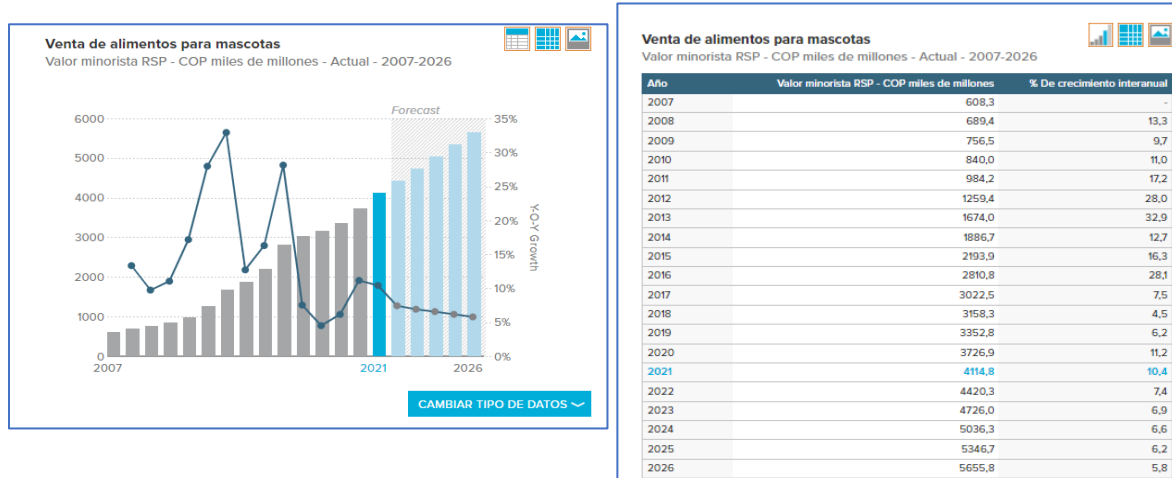 Venta de alimentos para mascotas
Valor minorista RSP - COP miles de millones - Actual - 2007-2026
Forecast
6000
5000
4000
3000
2000
1000
0
35%
30%
25%
20%
15%
10%
5%
0%
Y-O-Y Growth
2007 2021 2026
CAMBIAR TIPO DE DATOS
Venta de alimentos para mascotas
Valor minorista RSP - COP miles de millones - Actual - 2007-2026
Año Valor minorista RSP - COP miles de millones % De crecimiento interanual
2007 608,3 -
2008 689,4 13,3
2009 756,5 9,7
2010 840,0 11,0
2011 984,2 17,2
2012 1259,4 28,0
2013 1674,0 32,9
2014 1886,7 12,7
2015 2193,9 16,3
2016 2810,8 28,1
2017 3022,5 7,5
2018 3158,3 4,5
2019 3352,8 6,2
2020 3726,9 11,2
2021 4114,8 10,4
2022 4420,3 7,4
2023 4726,0 6,9
2024 5036,3 6,6
2025 5346,7 6,2
2026 5655,8 5,8